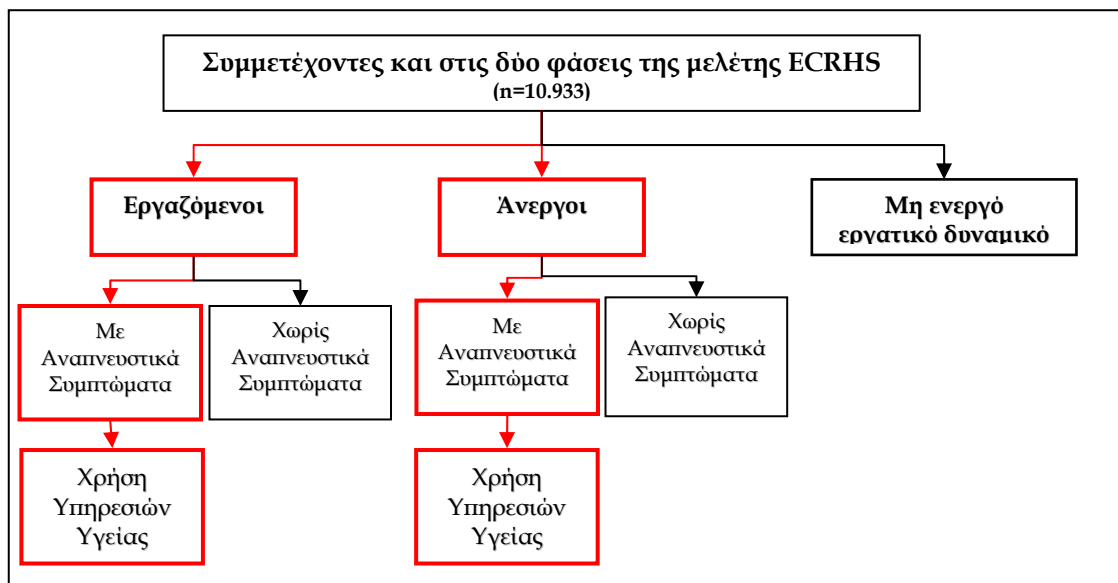 Συμμετέχοντες και στις δύο φάσεις της μελέτης ECRHS
(n=10.933)
Εργαζόμενοι
Άνεργοι
Μη ενεργό
εργατικό δυναμικό
Με
Αναπνευστικά
Συμπτώματα
Χωρίς
Αναπνευστικά
Συμπτώματα
Με
Αναπνευστικά
Συμπτώματα
Χωρίς
Αναπνευστικά
Συμπτώματα
Χρήση
Υπηρεσιών
Υγείας
Χρήση
Υπηρεσιών
Υγείας